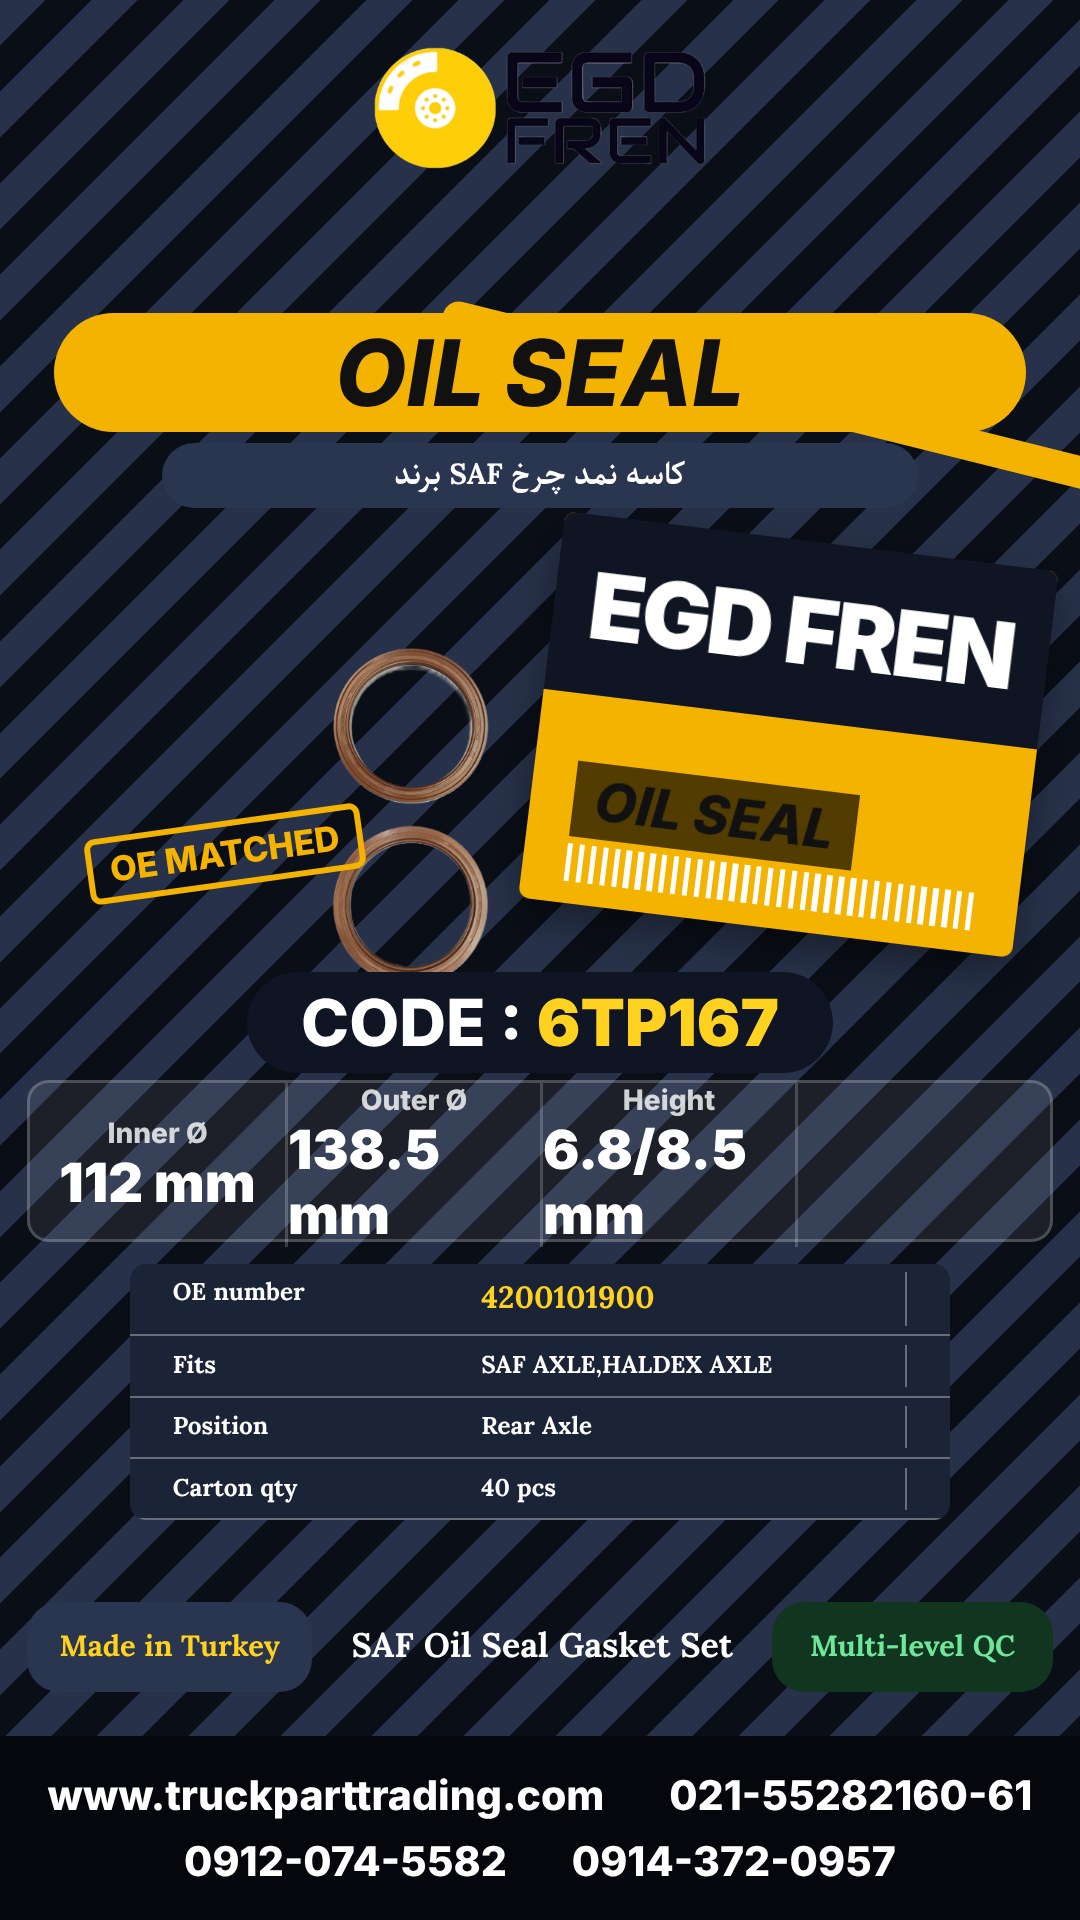 EGD
FREN
OIL SEAL
کاسه نمد چرخ SAF برند
EGD FREN
OIL SEAL
OE MATCHED
CODE : 6TP167
Inner Ø
112 mm
Outer Ø
138.5
mm
Height
6.8/8.5
mm
OE number 4200101900
Fits SAF AXLE,HALDEX AXLE
Position Rear Axle
Carton qty 40 pcs
Made in Turkey
SAF Oil Seal Gasket Set
Multi-level QC
www.truckparttrading.com 021-55282160-61
0912-074-5582 0914-372-0957